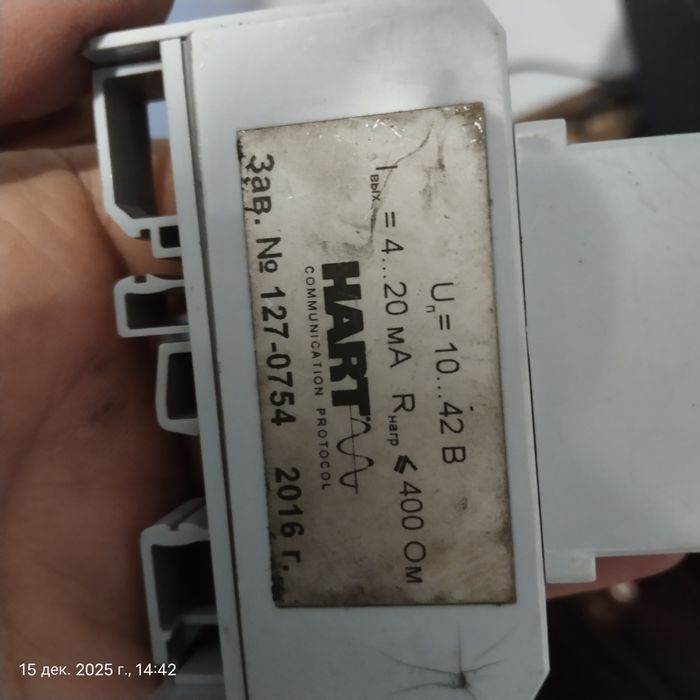 Uп = 10...42 В
Iвых = 4...20 мА Rнагр ⩽ 400 Ом
HART
COMMUNICATION PROTOCOL
Зав. № 127-0754 2016 г.
15 дек. 2025 г., 14:42